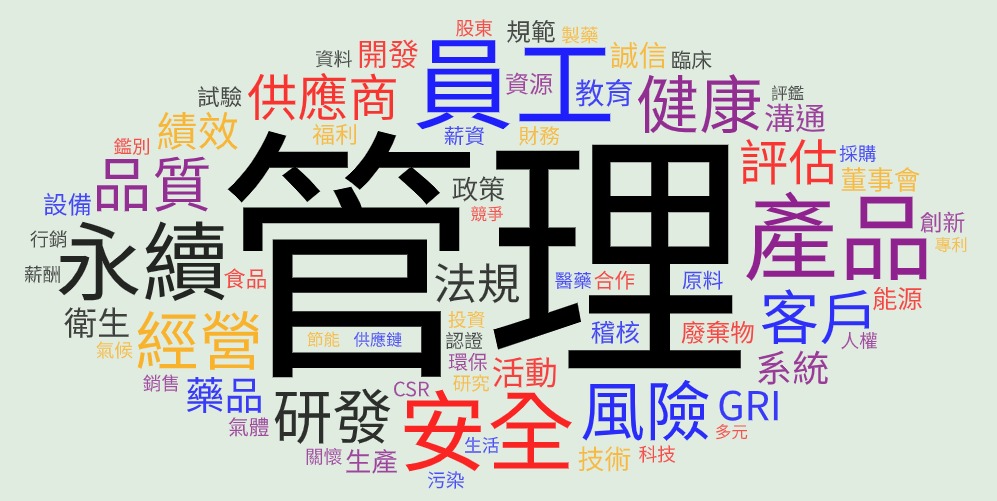 股東
規範
製藥
資料
開發
員工
誠信
臨床
試驗
供應商
資源
教育
健康
評鑑
溝通
績效
福利
薪資
財務
鑑別
品質
管理
評估
採購
設備
政策
董事會
競爭
產品
創新
行銷
永續
專利
薪酬
食品
法規
醫藥
合作
原料
能源
衛生
經營
節能
供應鏈
投資
認證
稽核
廢棄物
客戶
人權
氣候
環保
銷售
藥品
CSR
研究
活動
系統
氣體
研發
安全
風險
GRI
多元
生活
關懷
生產
技術
科技
污染